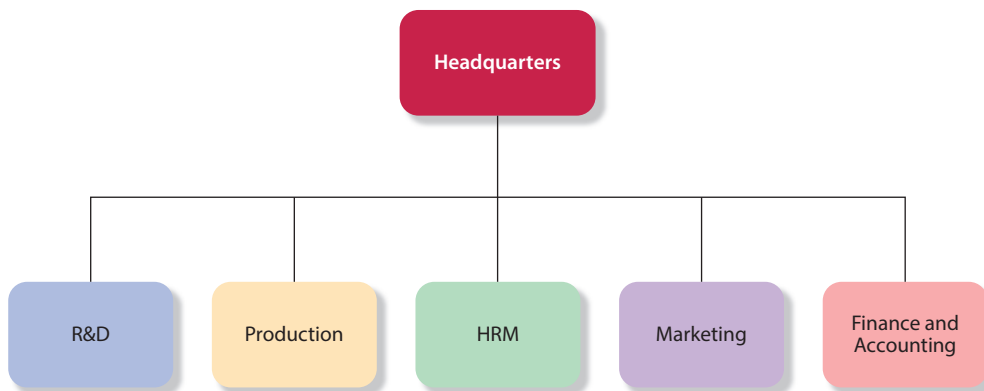 Headquarters
R&D
Production
HRM
Marketing
Finance and
Accounting